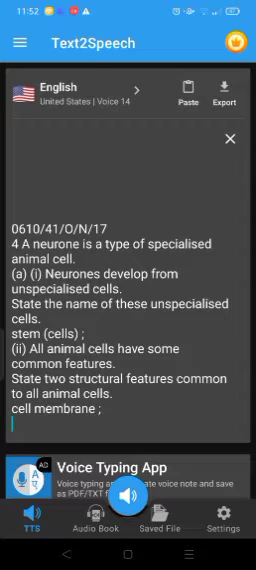 11:52
Text2Speech
English
United States | Voice 14
Paste
Export
0610/41/O/N/17
4 A neurone is a type of specialised
animal cell.
(a) (i) Neurones develop from
unspecialised cells.
State the name of these unspecialised
cells.
stem (cells) ;
(ii) All animal cells have some
common features.
State two structural features common
to all animal cells.
cell membrane ;
AD
Voice Typing App
Voice typing
ate voice note and save
as PDF/TXT
TTS
Audio Book
Saved File
Settings